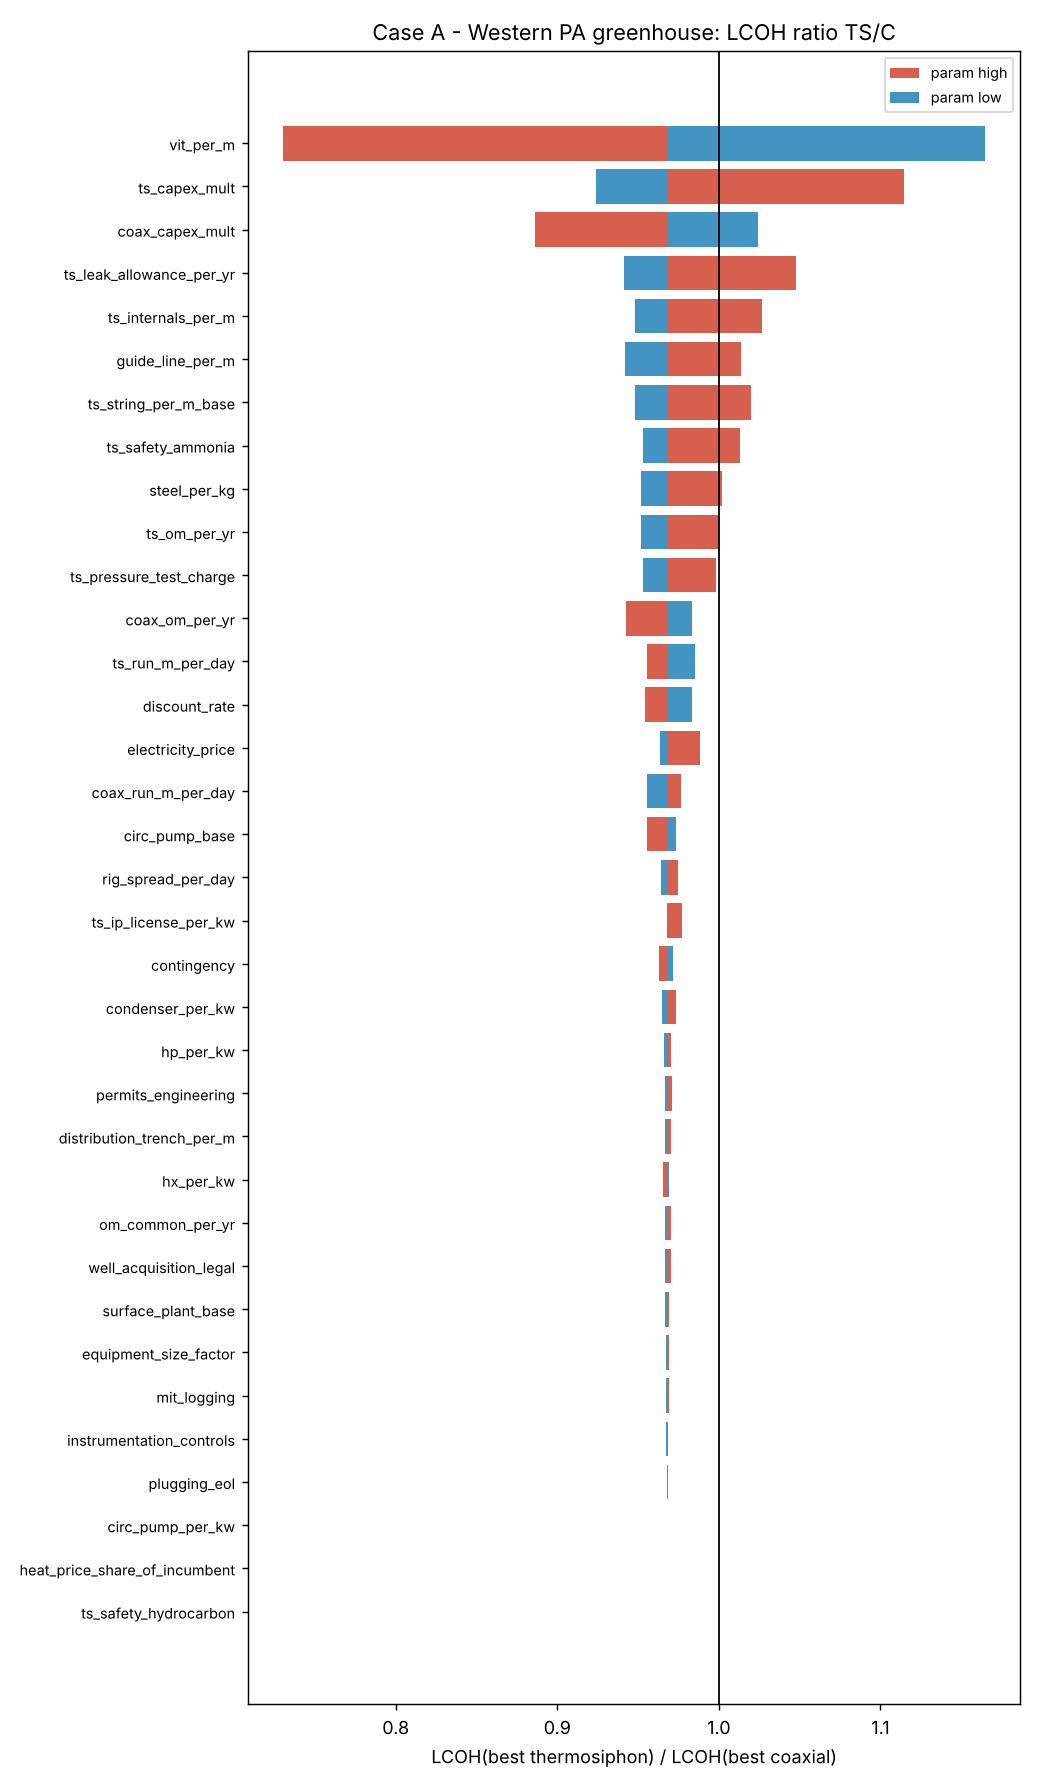 Case A - Western PA greenhouse: LCOH ratio TS/C
param high
param low
vit_per_m
ts_capex_mult
coax_capex_mult
ts_leak_allowance_per_yr
ts_internals_per_m
guide_line_per_m
ts_string_per_m_base
ts_safety_ammonia
steel_per_kg
ts_om_per_yr
ts_pressure_test_charge
coax_om_per_yr
ts_run_m_per_day
discount_rate
electricity_price
coax_run_m_per_day
circ_pump_base
rig_spread_per_day
ts_ip_license_per_kw
contingency
condenser_per_kw
hp_per_kw
permits_engineering
distribution_trench_per_m
hx_per_kw
om_common_per_yr
well_acquisition_legal
surface_plant_base
equipment_size_factor
mit_logging
instrumentation_controls
plugging_eol
circ_pump_per_kw
heat_price_share_of_incumbent
ts_safety_hydrocarbon
0.8 0.9 1.0 1.1
LCOH(best thermosiphon) / LCOH(best coaxial)